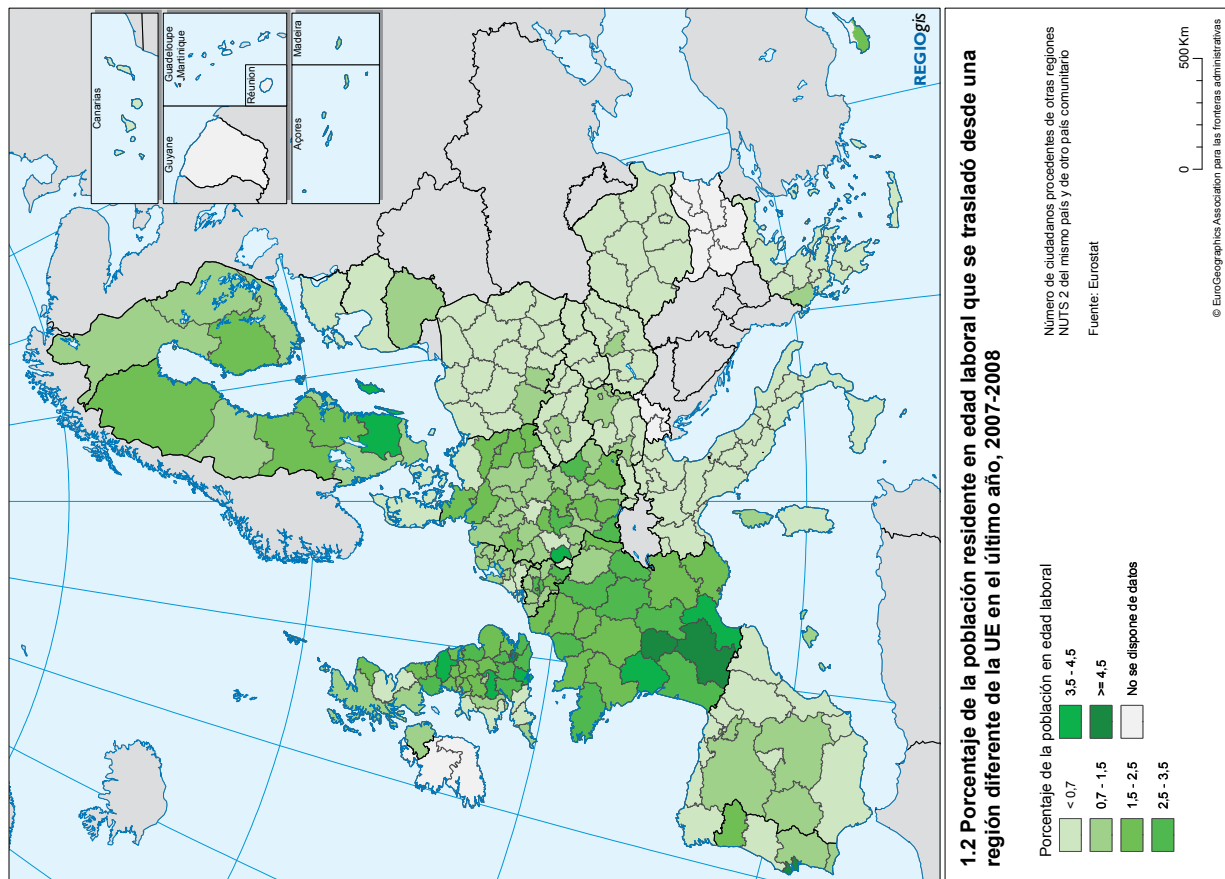 Canarias
Guyane
Guadeloupe
Martinique
Réunion
Açores
Madeira
REGIOgis
1.2 Porcentaje de la población residente en edad laboral que se trasladó desde una
región diferente de la UE en el último año, 2007-2008
Porcentaje de la población en edad laboral
< 0,7
0,7 - 1,5
1,5 - 2,5
2,5 - 3,5
3,5 - 4,5
>= 4,5
No se dispone de datos
Número de ciudadanos procedentes de otras regiones
NUTS 2 del mismo país y de otro país comunitario
Fuente: Eurostat
0
500 Km
© EuroGeographics Association para las fronteras administrativas